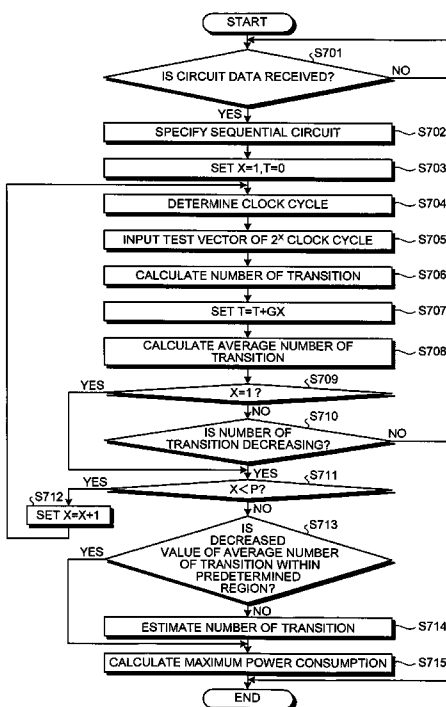 START
S701
IS CIRCUIT DATA RECEIVED?
NO
YES
SPECIFY SEQUENTIAL CIRCUIT
S702
SET X=1,T=0
S703
DETERMINE CLOCK CYCLE
S704
INPUT TEST VECTOR OF 2^X CLOCK CYCLE
S705
CALCULATE NUMBER OF TRANSITION
S706
SET T=T+GX
S707
CALCULATE AVERAGE NUMBER OF
TRANSITION
S708
S709
YES
X=1?
NO
S710
IS NUMBER OF
TRANSITION DECREASING?
NO
YES
S711
S712
YES
X<P?
SET X=X+1
NO
S713
IS
DECREASED
VALUE OF AVERAGE NUMBER
OF TRANSITION WITHIN
PREDETERMINED
REGION?
YES
NO
ESTIMATE NUMBER OF TRANSITION
S714
CALCULATE MAXIMUM POWER CONSUMPTION
S715
END